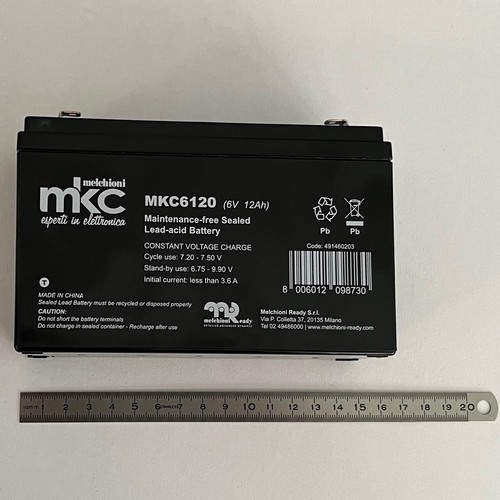 melchioni
mkc
esperti in elettronica
MKC6120 (6V 12Ah)
Maintenance-free Sealed
Lead-acid Battery
CONSTANT VOLTAGE CHARGE
Cycle use: 7.20 - 7.50 V
Stand-by use: 6.75 - 9.90 V
Initial current: less than 3.6 A
Pb Pb
Code: 491460203
8 006012 098730
T
MADE IN CHINA
Sealed Lead Battery must be recycled or disposed properly
CAUTION:
Do not short the battery terminals
Do not charge in sealed container - Recharge after use
melchioni Ready
DETAILED ADVANCED DYNAMICS
Melchioni Ready S.r.l.
Via P. Colletta 37, 20135 Milano
Tel 02 49486000 - melchioni-ready.com
1 2 3 4 5 6 7 8 9 10 11 12 13 14 15 16 17 18 19 20